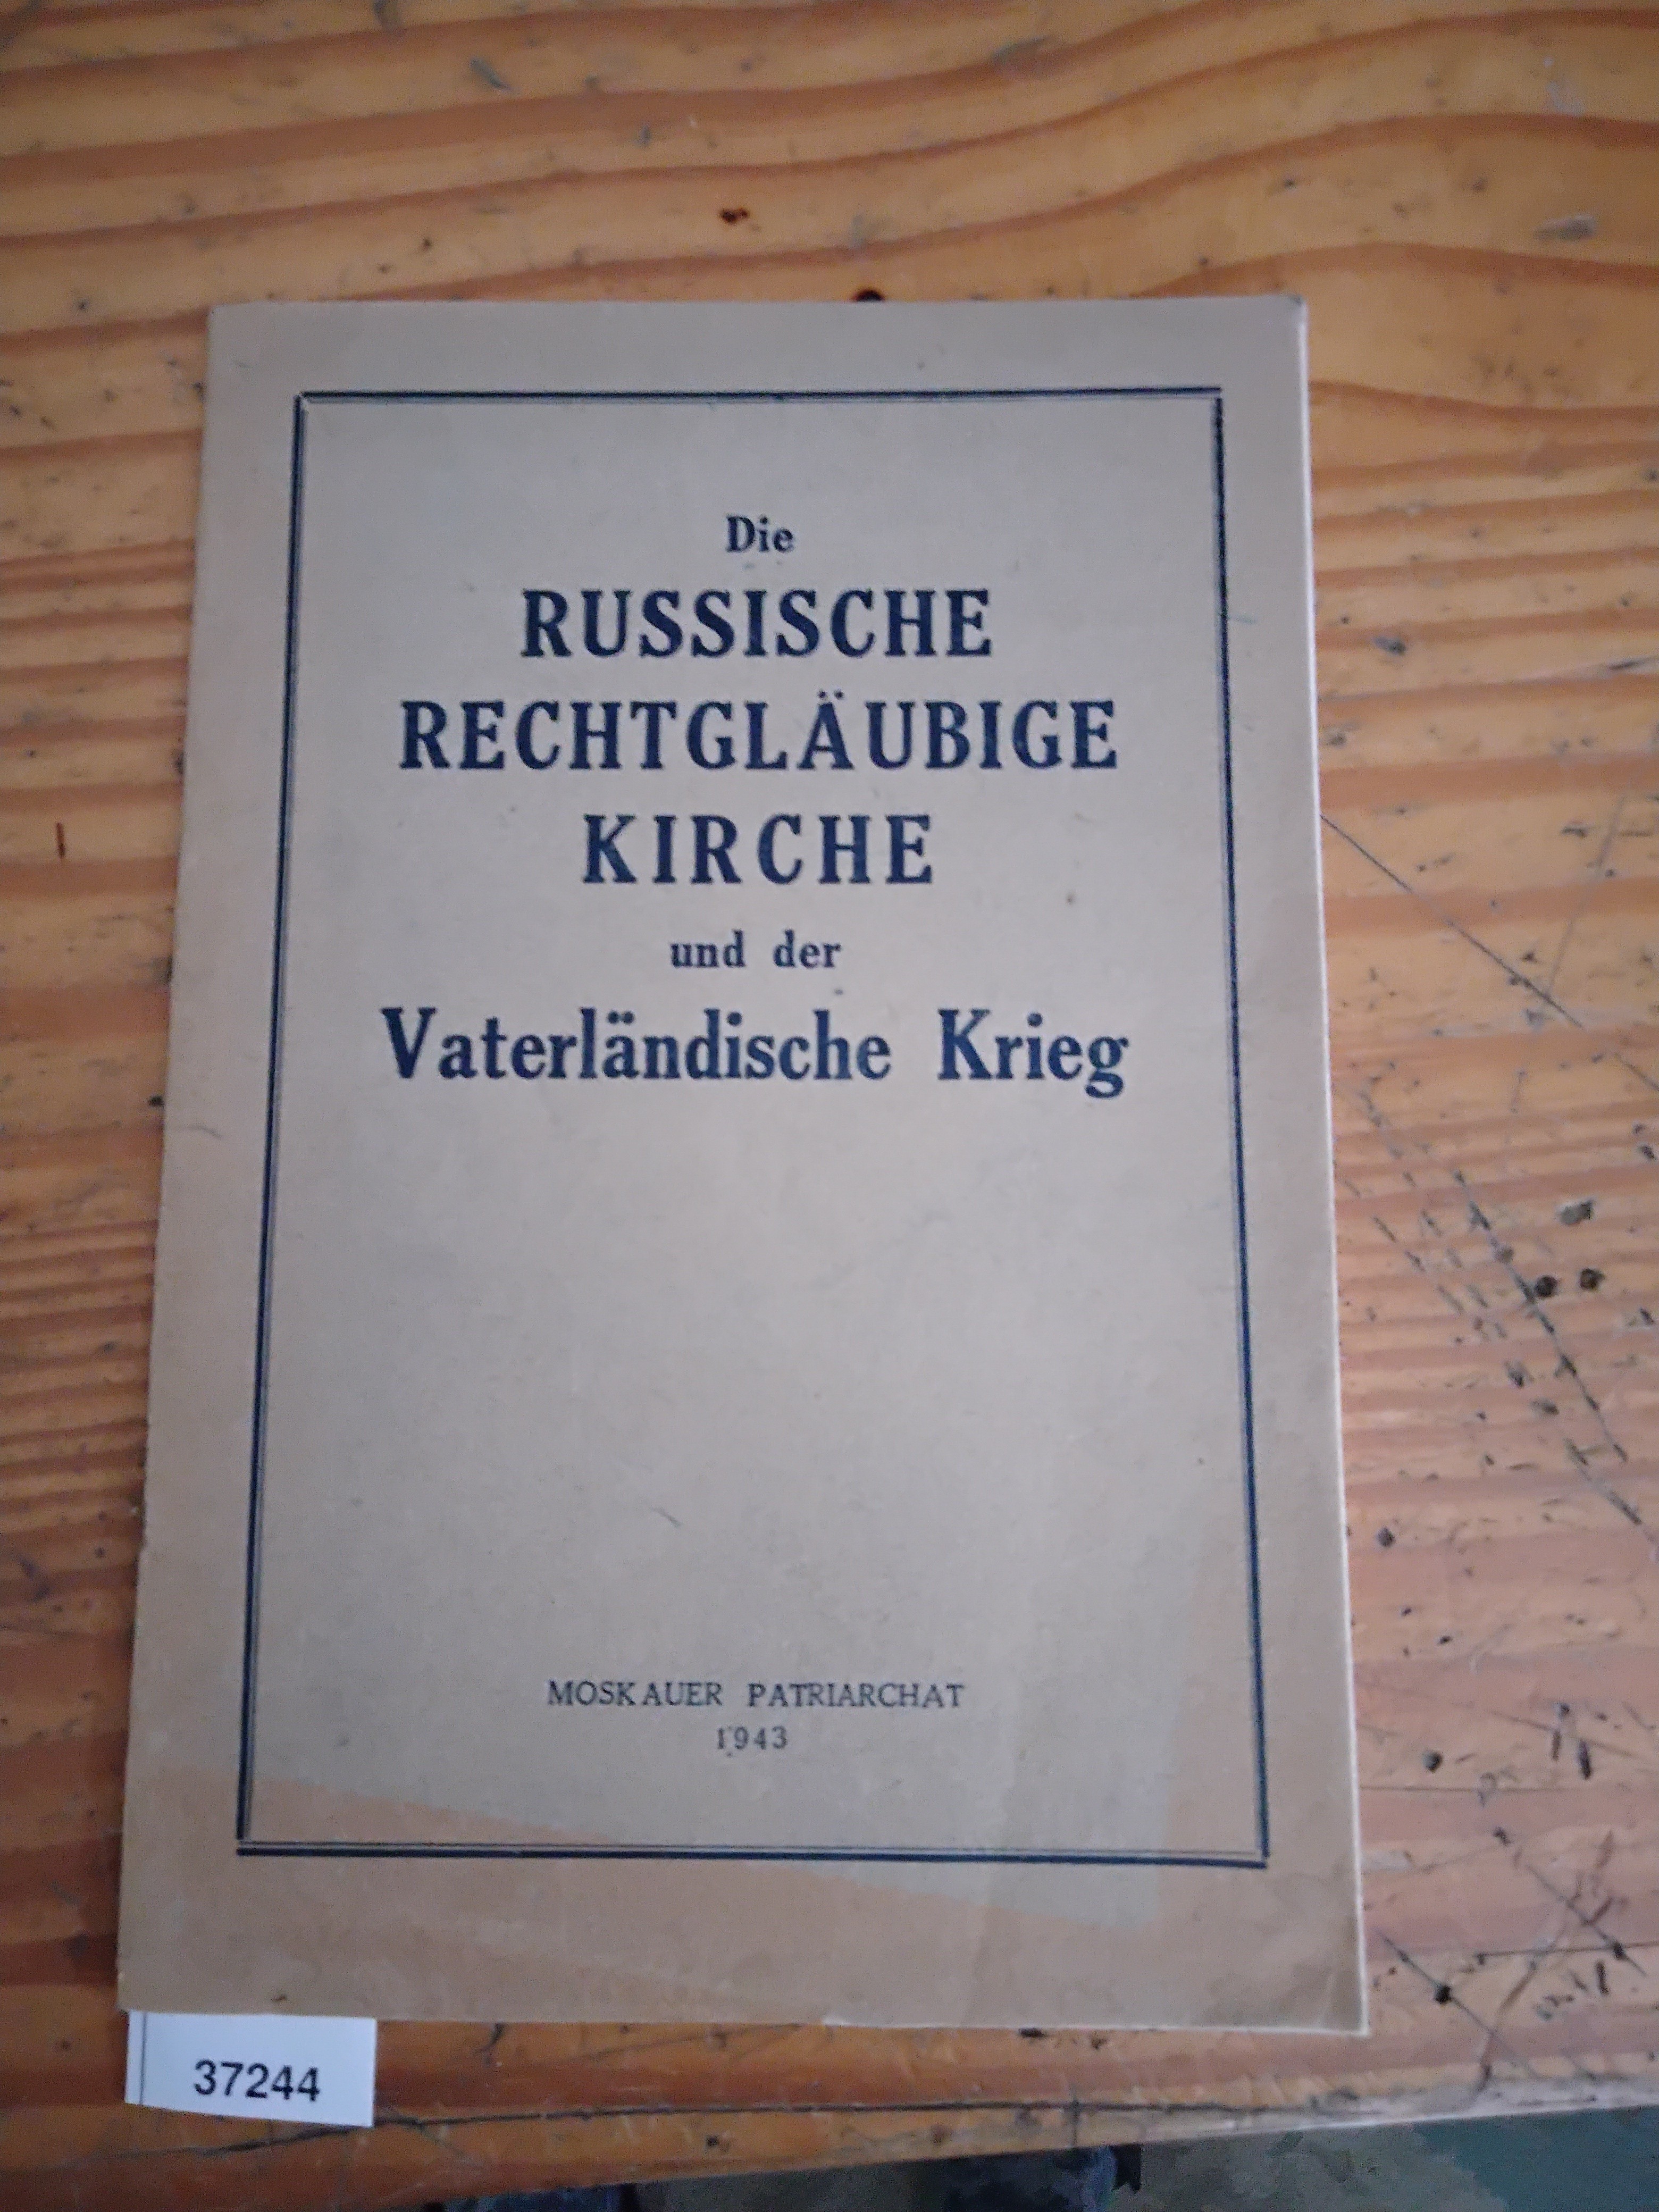 Die
RUSSISCHE
RECHTGLÄUBIGE
KIRCHE
und der
Vaterländische Krieg
MOSKAUER PATRIARCHAT
1943
37244